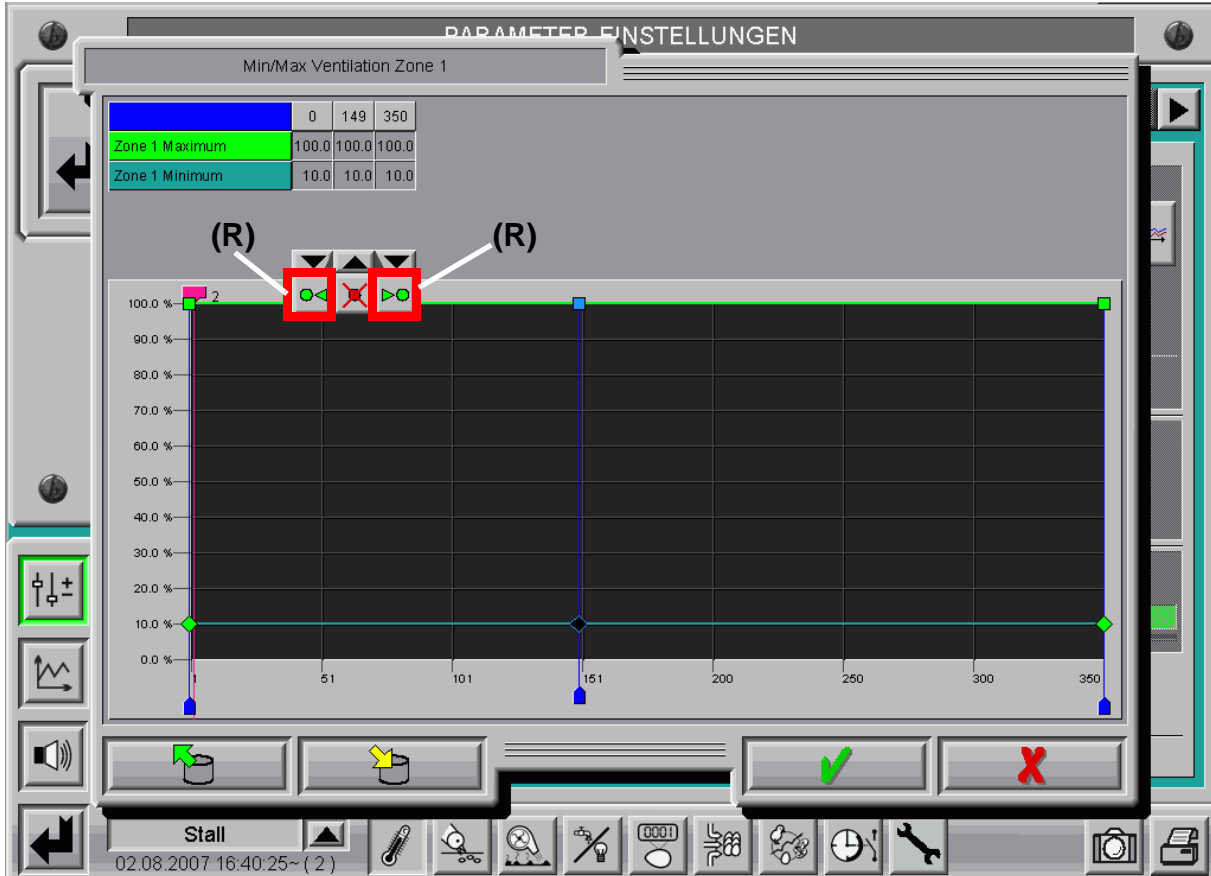 PARAMETER EINSTELLUNGEN
Min/Max Ventilation Zone 1
0 149 350
Zone 1 Maximum 100.0 100.0 100.0
Zone 1 Minimum 10.0 10.0 10.0
(R) (R)
2
100.0 %
90.0 %
80.0 %
70.0 %
60.0 %
50.0 %
40.0 %
30.0 %
20.0 %
10.0 %
0.0 %
1 51 101 151 200 250 300 350
Stall
02.08.2007 16:40:25~ ( 2 )
0001